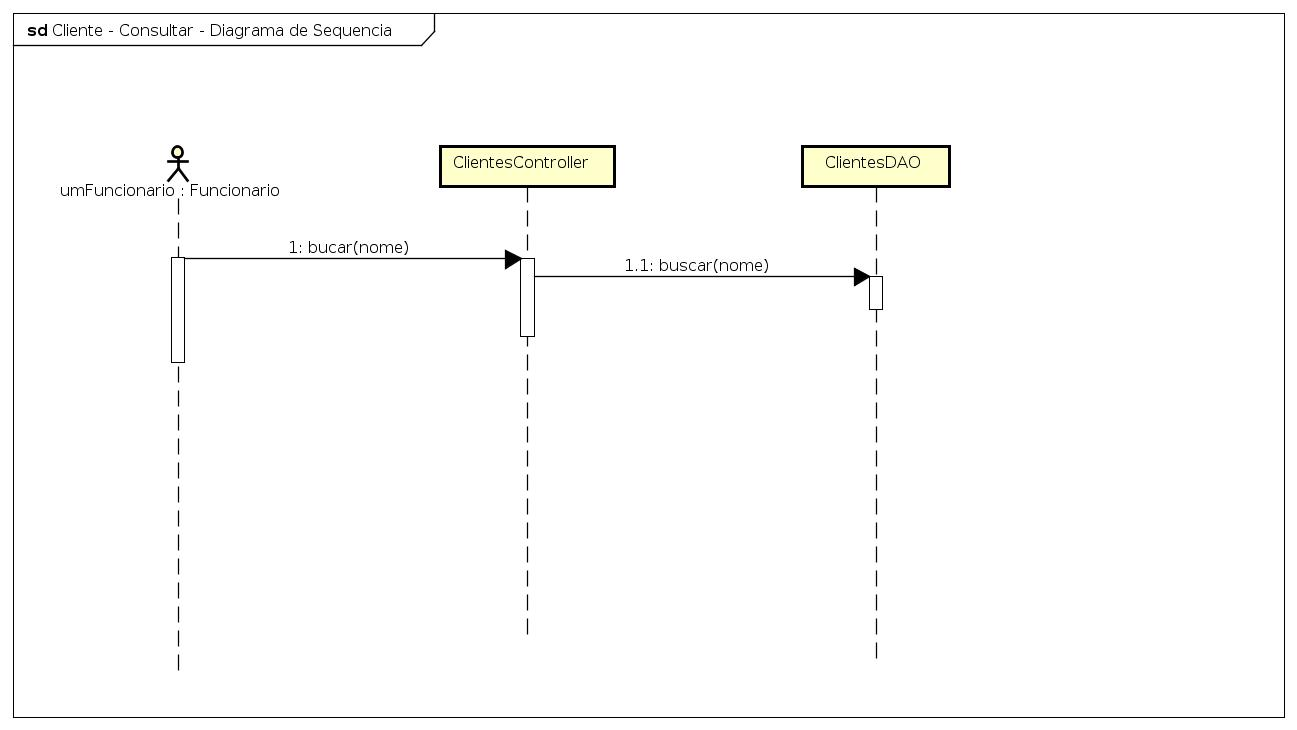 sd Cliente - Consultar - Diagrama de Sequencia
umFuncionario : Funcionario
ClientesController
ClientesDAO
1: bucar(nome)
1.1: buscar(nome)